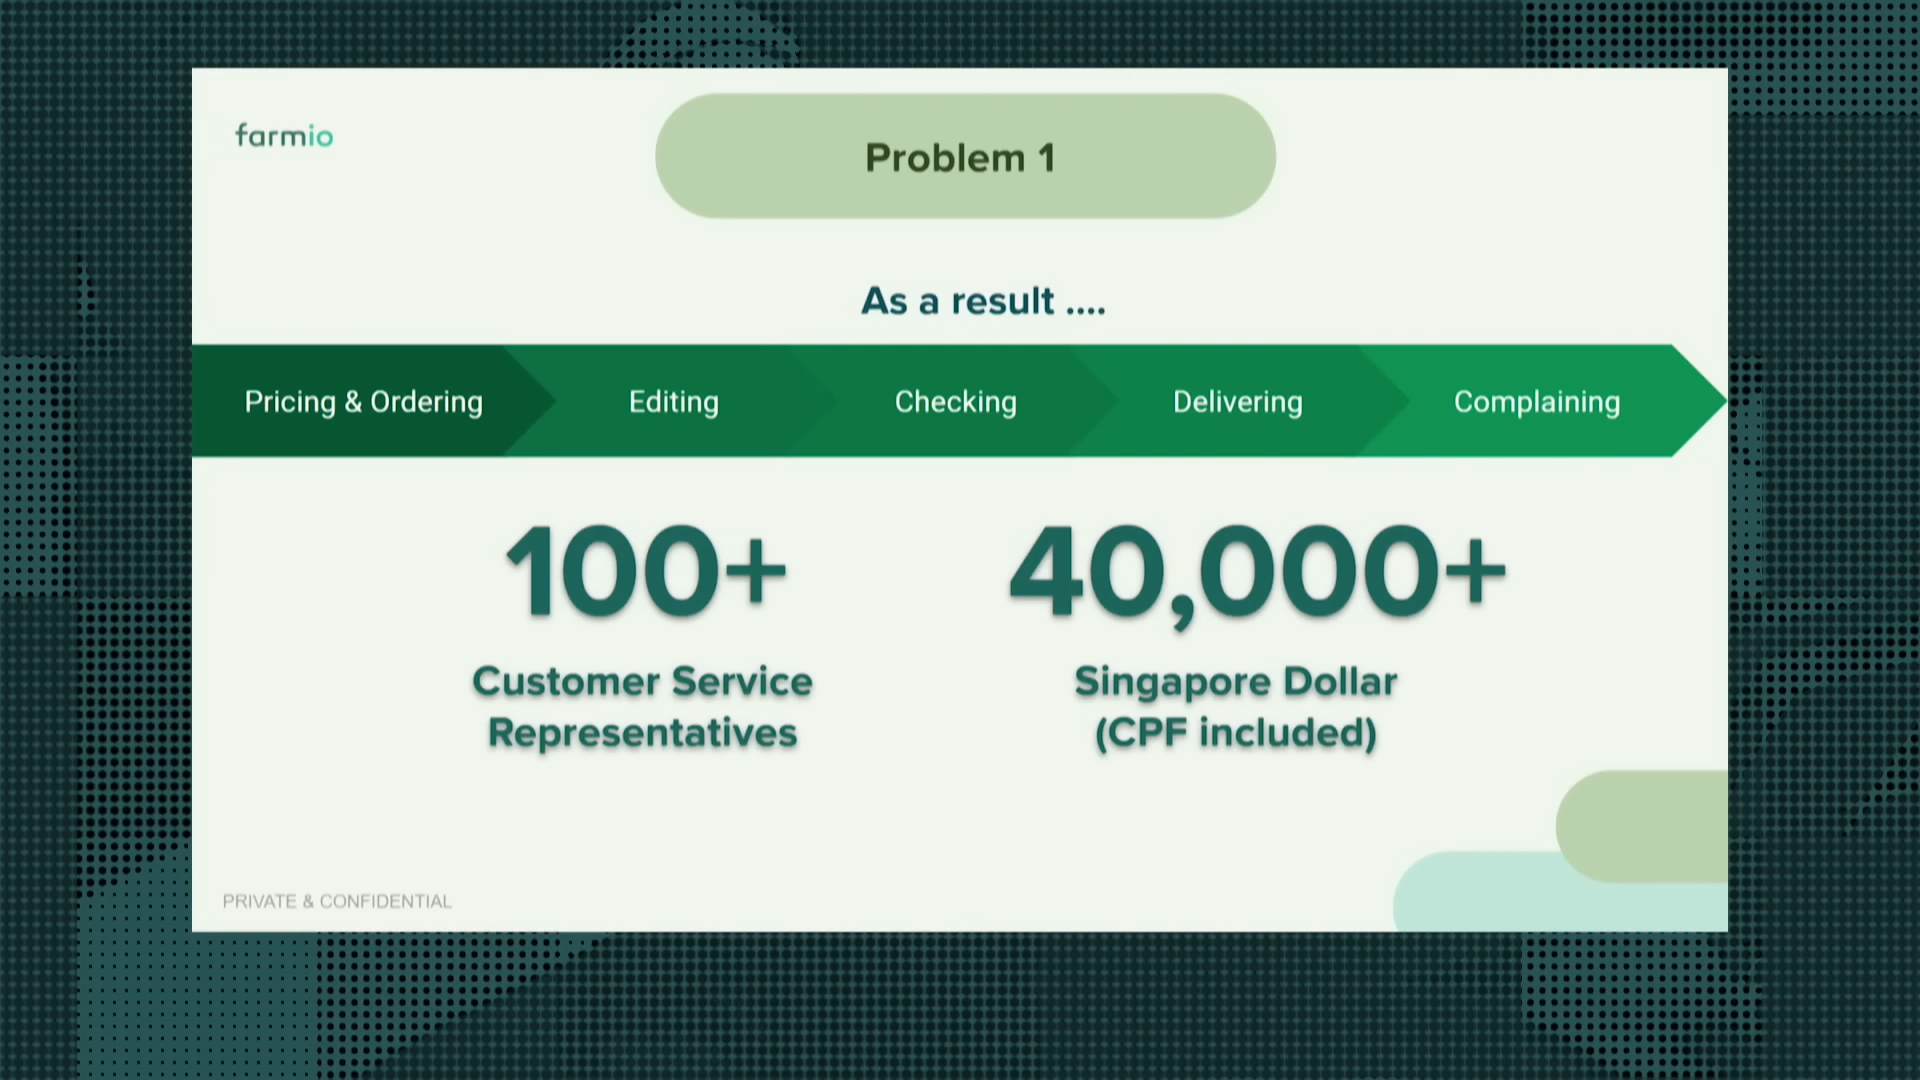 farmio
Problem 1
As a result ....
Pricing & Ordering
Editing
Checking
Delivering
Complaining
100+
40,000+
Customer Service
Representatives
Singapore Dollar
(CPF included)
PRIVATE & CONFIDENTIAL